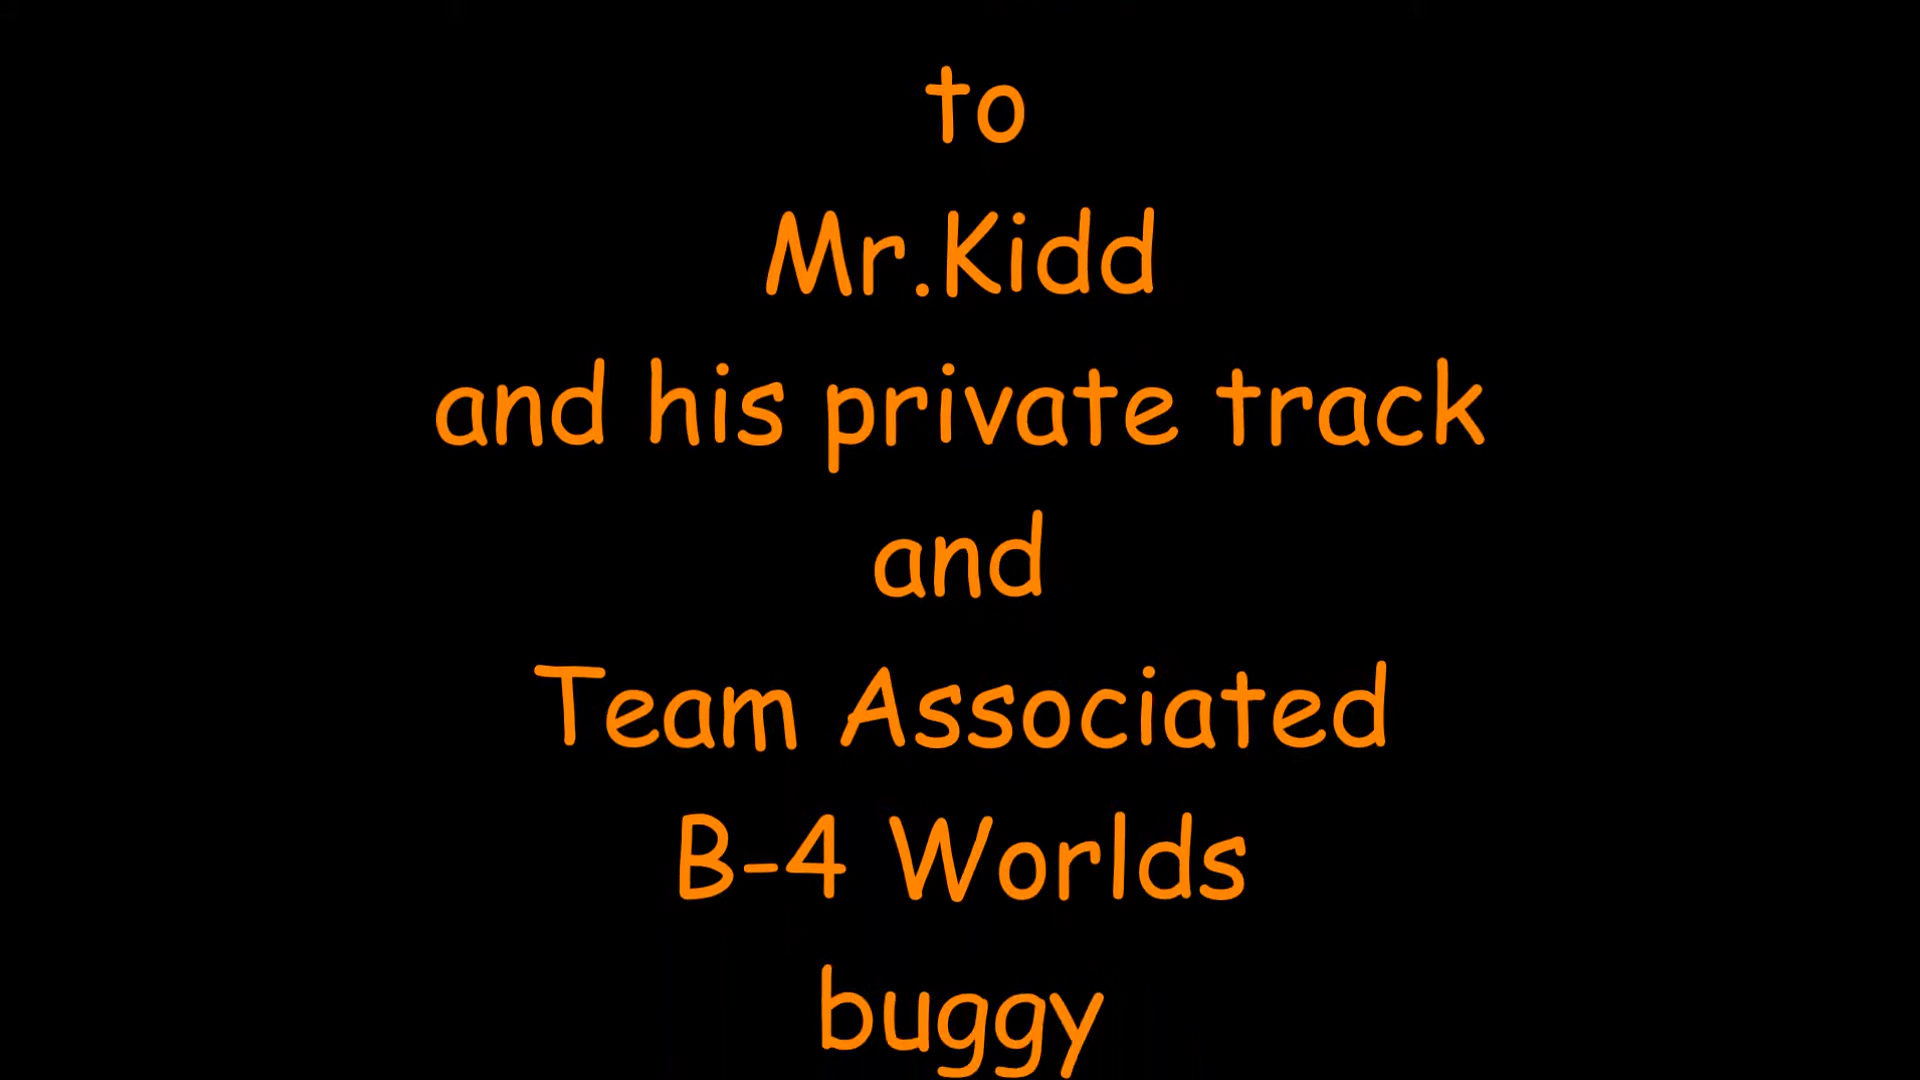 to
Mr.Kidd
and his private track
and
Team Associated
B-4 Worlds
buggy